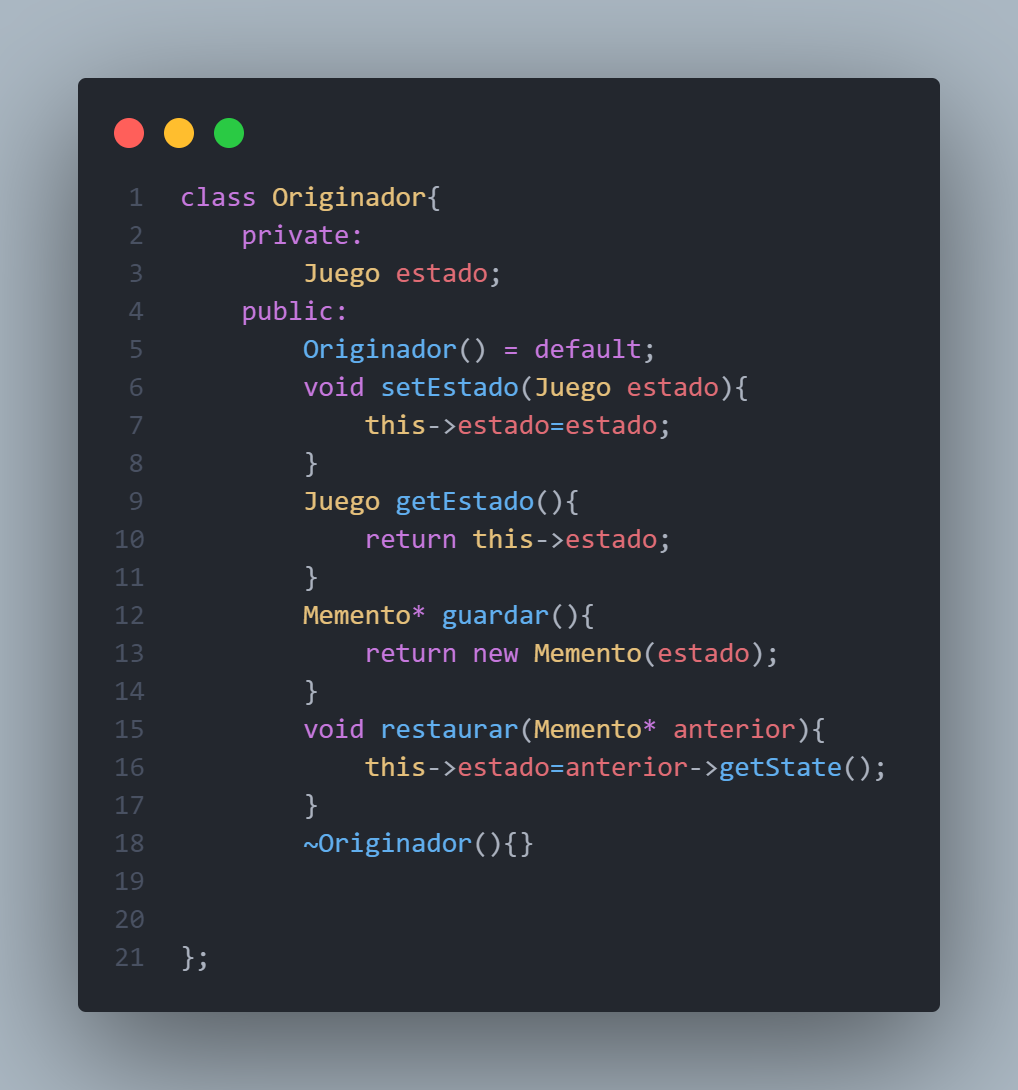 1 class Originador{
2     private:
3         Juego estado;
4     public:
5         Originador() = default;
6         void setEstado(Juego estado){
7             this->estado=estado;
8         }
9         Juego getEstado(){
10             return this->estado;
11         }
12         Memento* guardar(){
13             return new Memento(estado);
14         }
15         void restaurar(Memento* anterior){
16             this->estado=anterior->getState();
17         }
18         ~Originador(){}
19
20
21 };